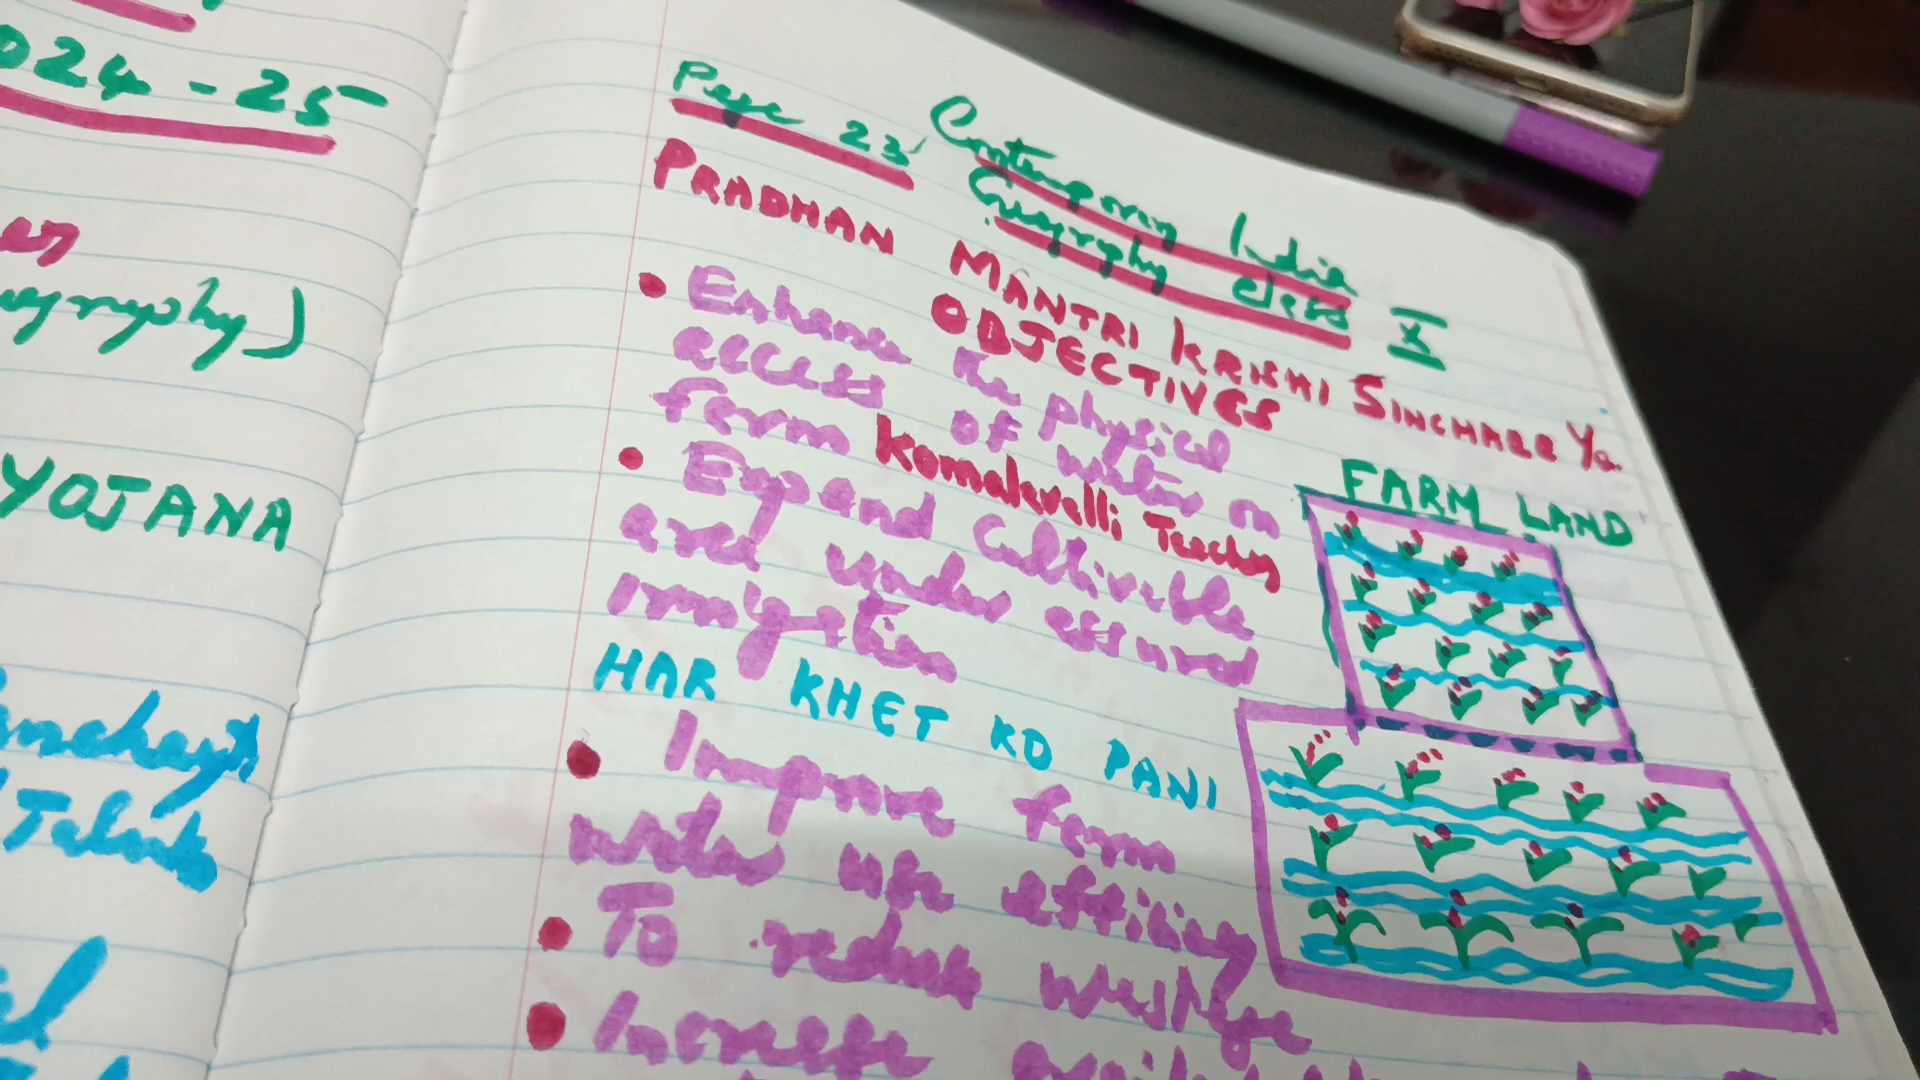 2024-25
YOJANA
Page 23
Contemporary India
Geography Class X
PRADHAN MANTRI KRISHI SINCHAEE Yo.
OBJECTIVES
• Enhance the physical
access of water on
farm Komalavalli Teachy
• Expand Cultivable
area under assured
irrigation
FARM LAND
HAR KHET KO PANI
• Improve farm
water use efficiency
• To reduce wastage
• Increase